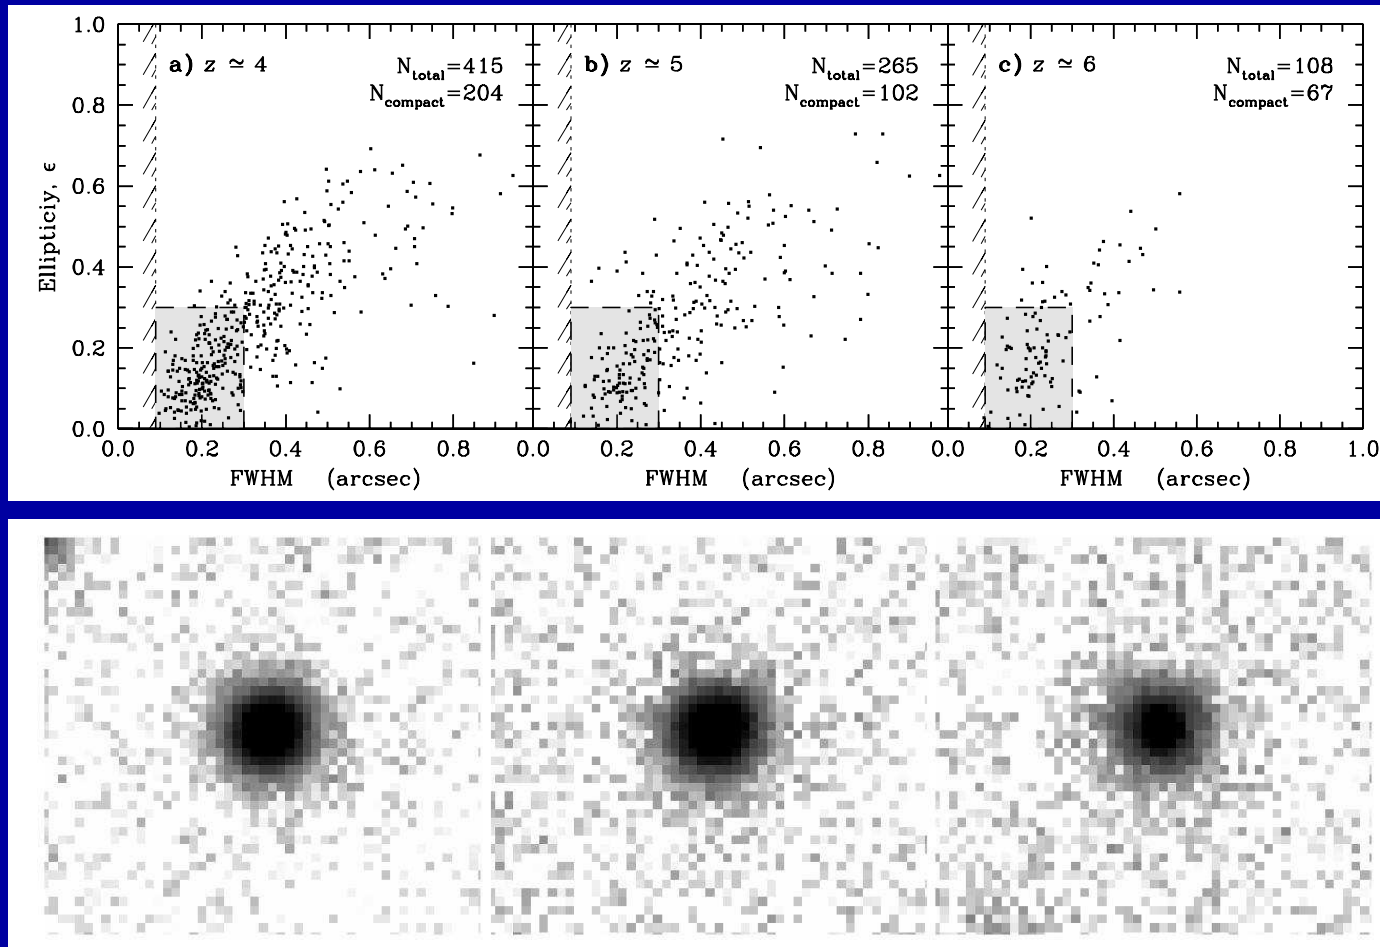 1.0
0.8
0.6
0.4
0.2
0.0
Ellipticiy, ϵ
a) z ≃ 4
N_total=415
N_compact=204
b) z ≃ 5
N_total=265
N_compact=102
c) z ≃ 6
N_total=108
N_compact=67
0.0 0.2 0.4 0.6 0.8 0.0 0.2 0.4 0.6 0.8 0.0 0.2 0.4 0.6 0.8 1.0
FWHM (arcsec) FWHM (arcsec) FWHM (arcsec)